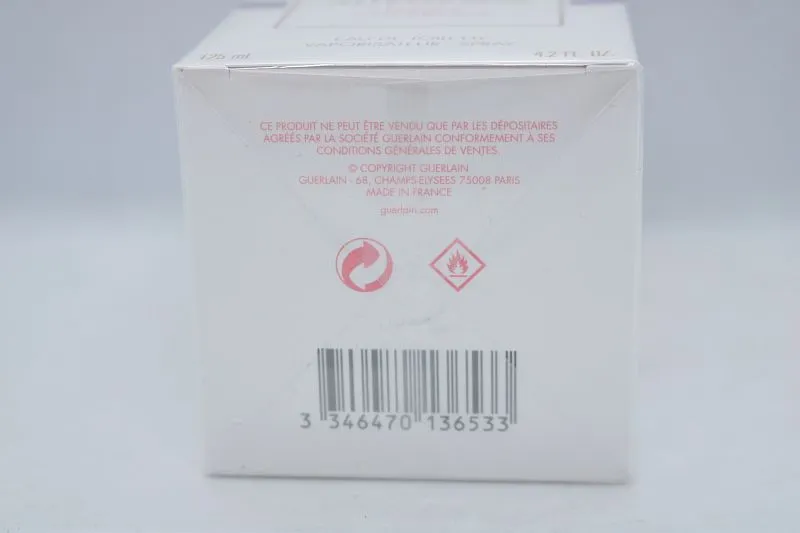 EAU DE TOILETTE
VAPORISATEUR SPRAY
125 ml
4.2 fl. oz.
CE PRODUIT NE PEUT ÊTRE VENDU QUE PAR LES DÉPOSITAIRES
AGRÉÉS PAR LA SOCIÉTÉ GUERLAIN CONFORMEMENT À SES
CONDITIONS GÉNÉRALES DE VENTES.
© COPYRIGHT GUERLAIN
GUERLAIN - 68, CHAMPS-ELYSEES 75008 PARIS
MADE IN FRANCE
guerlain.com
3 346470 136533